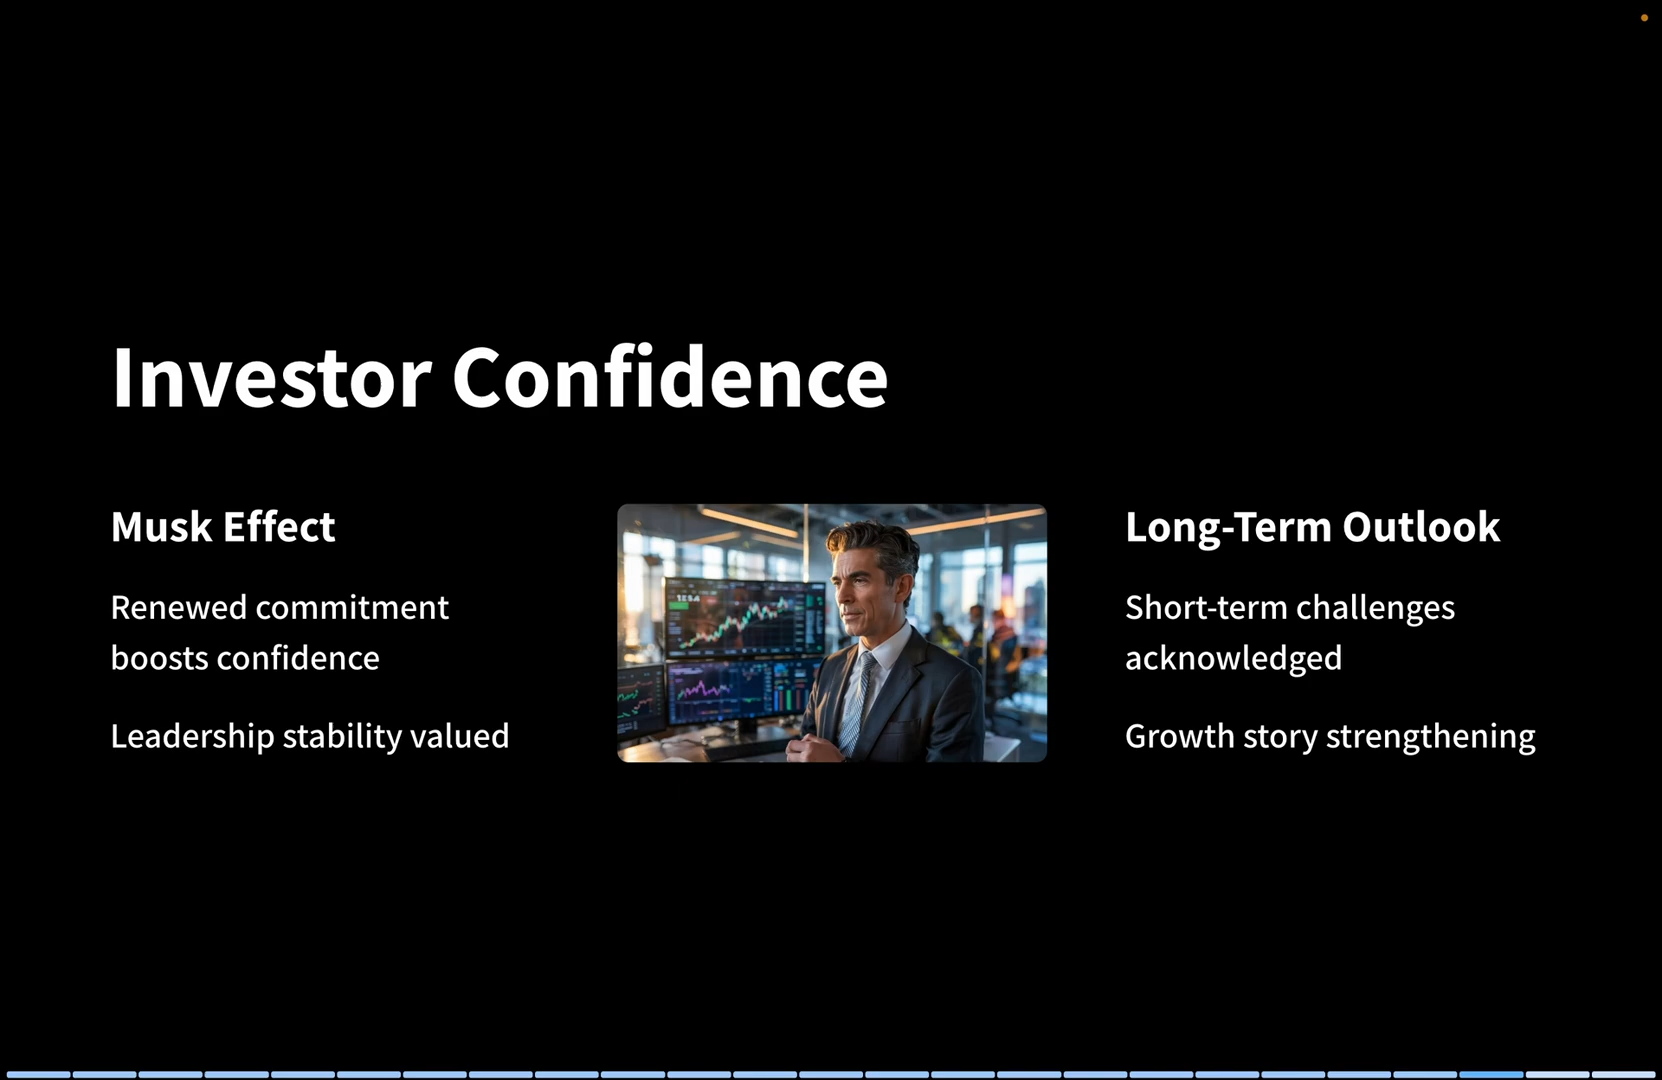 Investor Confidence
Musk Effect
Renewed commitment
boosts confidence
Leadership stability valued
Long-Term Outlook
Short-term challenges
acknowledged
Growth story strengthening